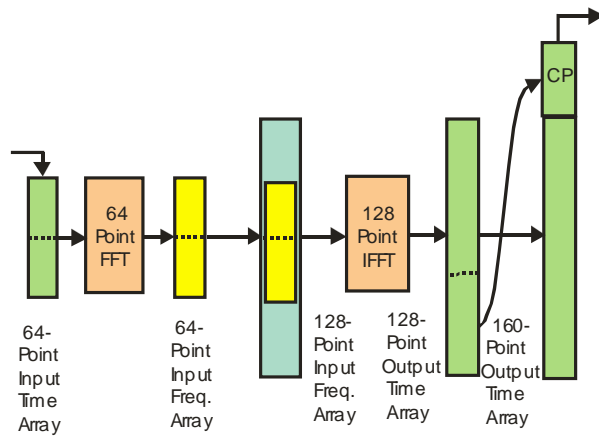 CP
64
Point
FFT
128
Point
IFFT
64-
Point
Input
Time
Array
64-
Point
Input
Freq.
Array
128-
Point
Input
Freq.
Array
128-
Point
Output
Time
Array
160-
Point
Output
Time
Array